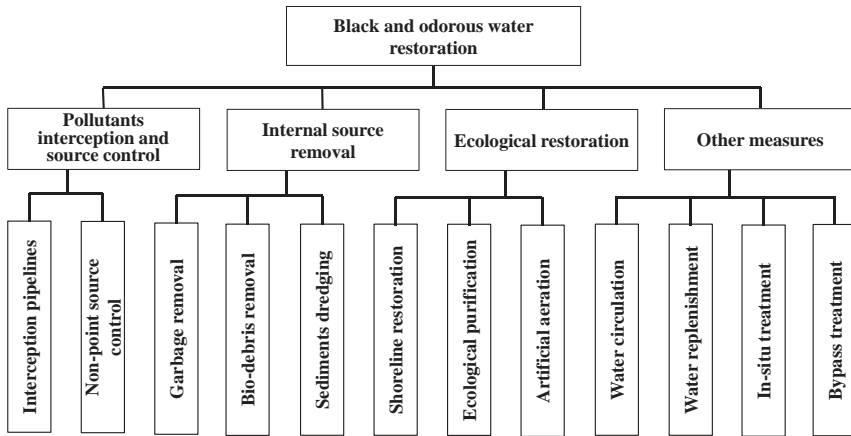 Black and odorous water
restoration
Pollutants
interception and
source control
Internal source
removal
Ecological restoration
Other measures
Interception pipelines
Non-point source
control
Garbage removal
Bio-debris removal
Sediments dredging
Shoreline restoration
Ecological purification
Artificial aeration
Water circulation
Water replenishment
In-situ treatment
Bypass treatment